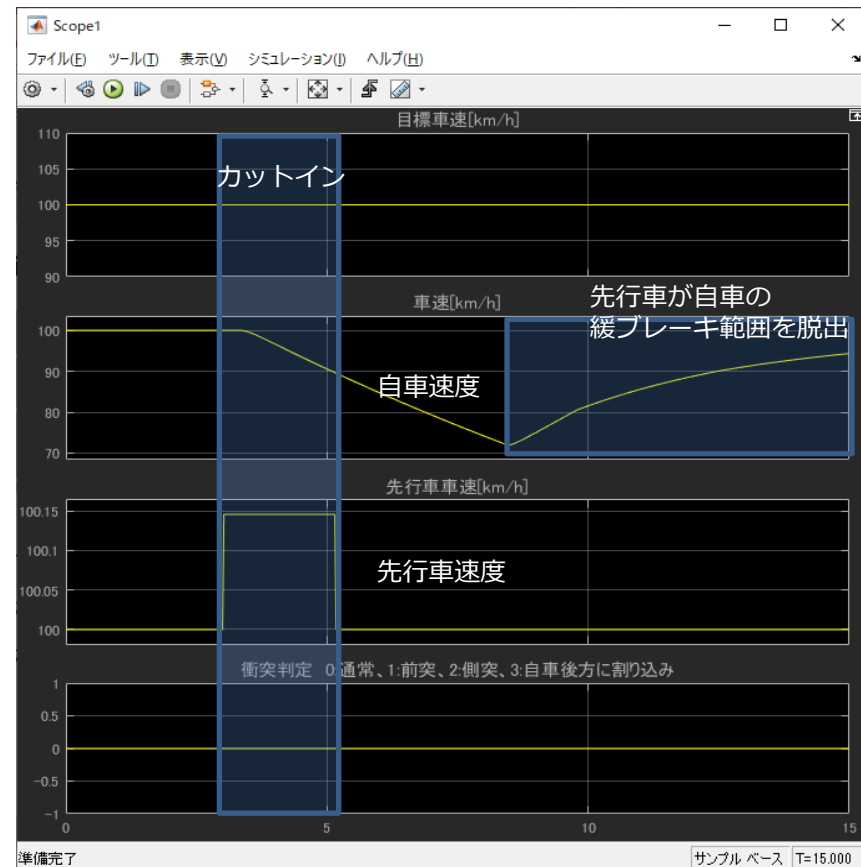 Scope1
ファイル(F) ツール(T) 表示(V) シミュレーション(I) ヘルプ(H)
目標車速[km/h]
110
105
100
95
90
カットイン
車速[km/h]
100
90
80
70
先行車が自車の
緩ブレーキ範囲を脱出
自車速度
先行車車速[km/h]
100.15
100.1
100.05
100
先行車速度
衝突判定 0:通常、1:前突、2:側突、3:自車後方に割り込み
1
0.5
0
-0.5
-1
0 5 10 15
準備完了 サンプル ベース T=15.000